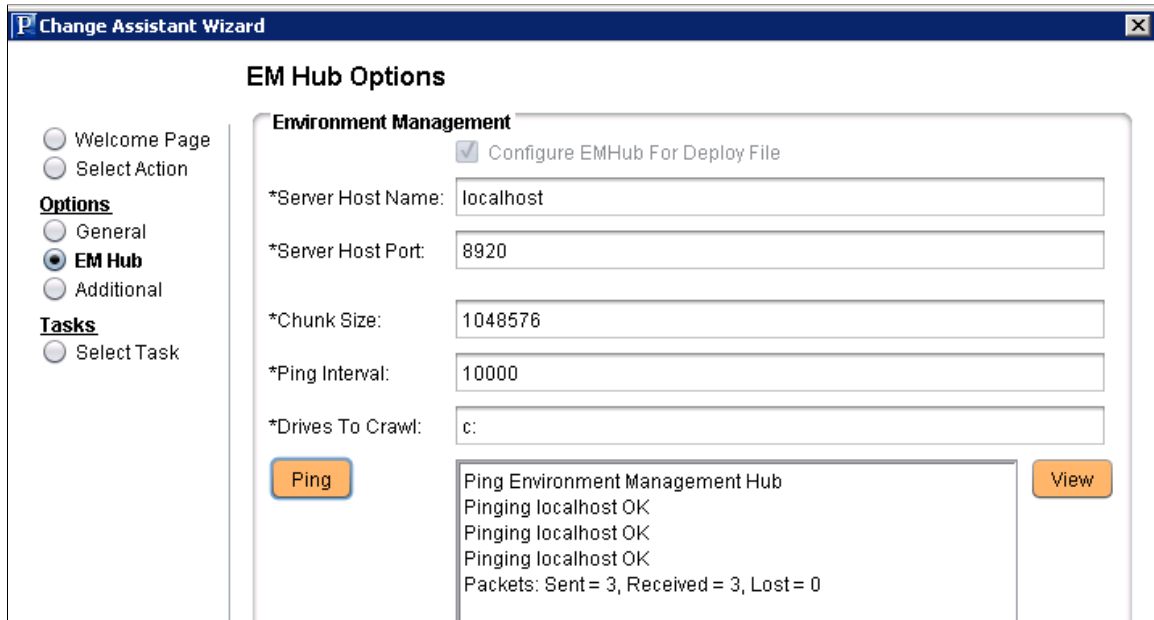 Change Assistant Wizard
EM Hub Options
Welcome Page
Select Action
Options
General
EM Hub
Additional
Tasks
Select Task
Environment Management
Configure EMHub For Deploy File
*Server Host Name: localhost
*Server Host Port: 8920
*Chunk Size: 1048576
*Ping Interval: 10000
*Drives To Crawl: c:
Ping
Ping Environment Management Hub
Pinging localhost OK
Pinging localhost OK
Pinging localhost OK
Packets: Sent = 3, Received = 3, Lost = 0
View